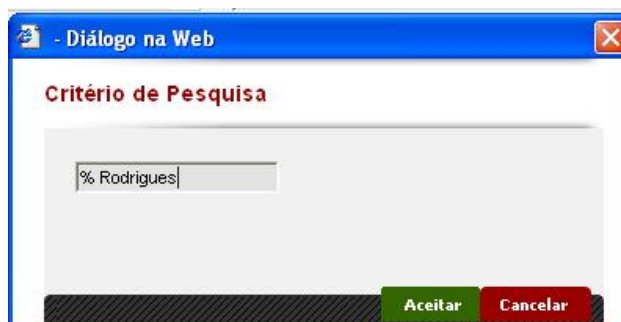 - Diálogo na Web
Critério de Pesquisa
% Rodrigues
Aceitar Cancelar